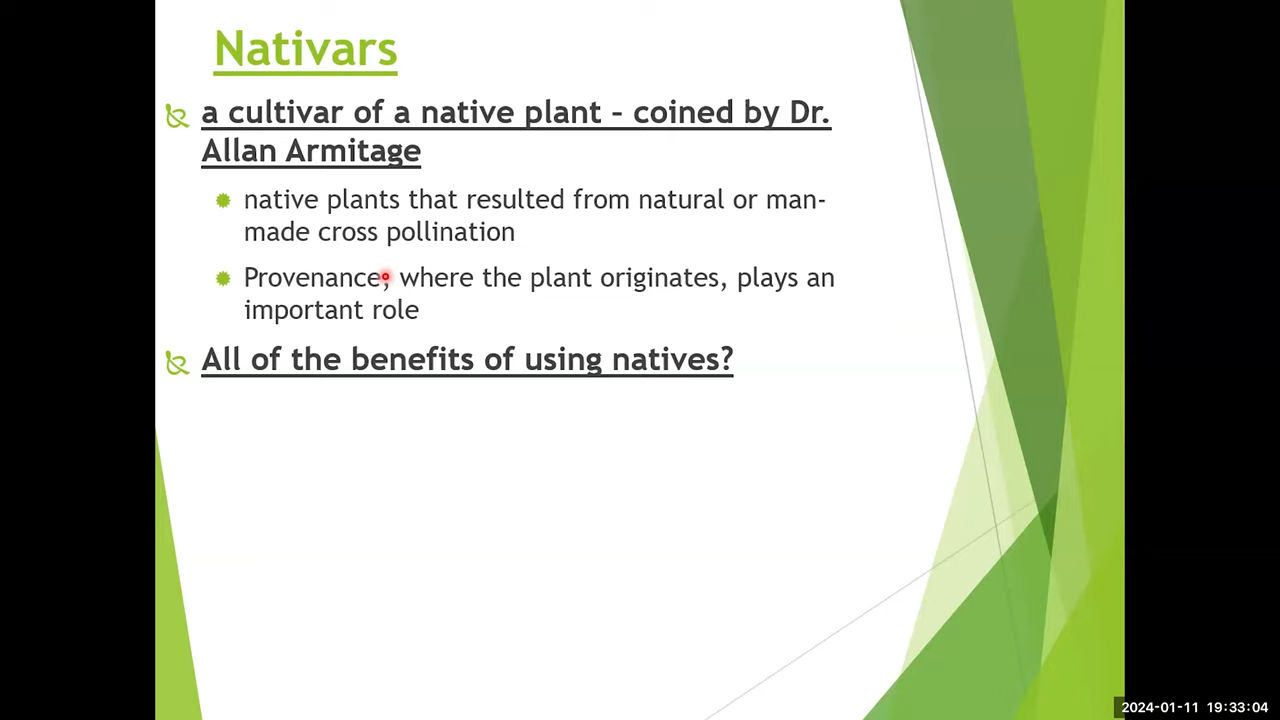 Nativars
a cultivar of a native plant – coined by Dr.
Allan Armitage
native plants that resulted from natural or man-
made cross pollination
Provenance, where the plant originates, plays an
important role
All of the benefits of using natives?
2024-01-11 19:33:04